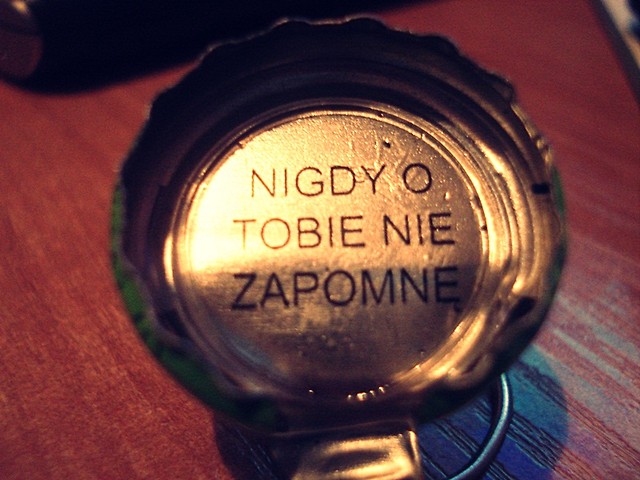 NIGDY O
TOBIE NIE
ZAPOMNĘ